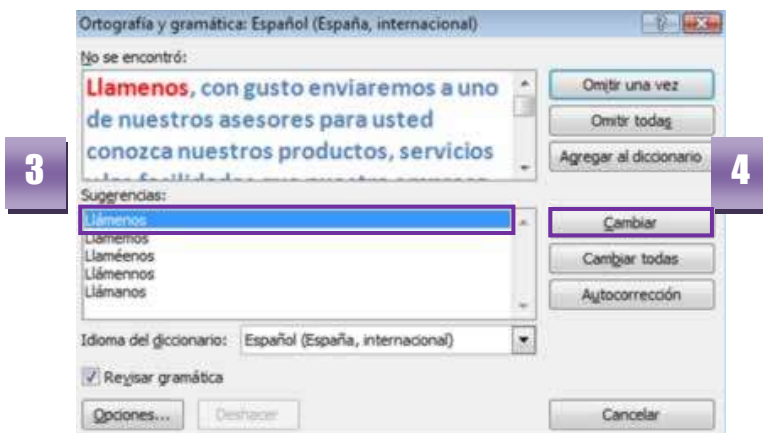 Ortografía y gramática: Español (España, internacional)
No se encontró:
Llamenos, con gusto enviaremos a uno
de nuestros asesores para usted
conozca nuestros productos, servicios
Omitir una vez
Omitir todas
Agregar al diccionario
3
4
Sugerencias:
Llámenos
Llamemos
Llaméenos
Llámennos
Llámanos
Cambiar
Cambiar todas
Autocorrección
Idioma del diccionario: Español (España, internacional)
Revisar gramática
Opciones... Deshacer Cancelar